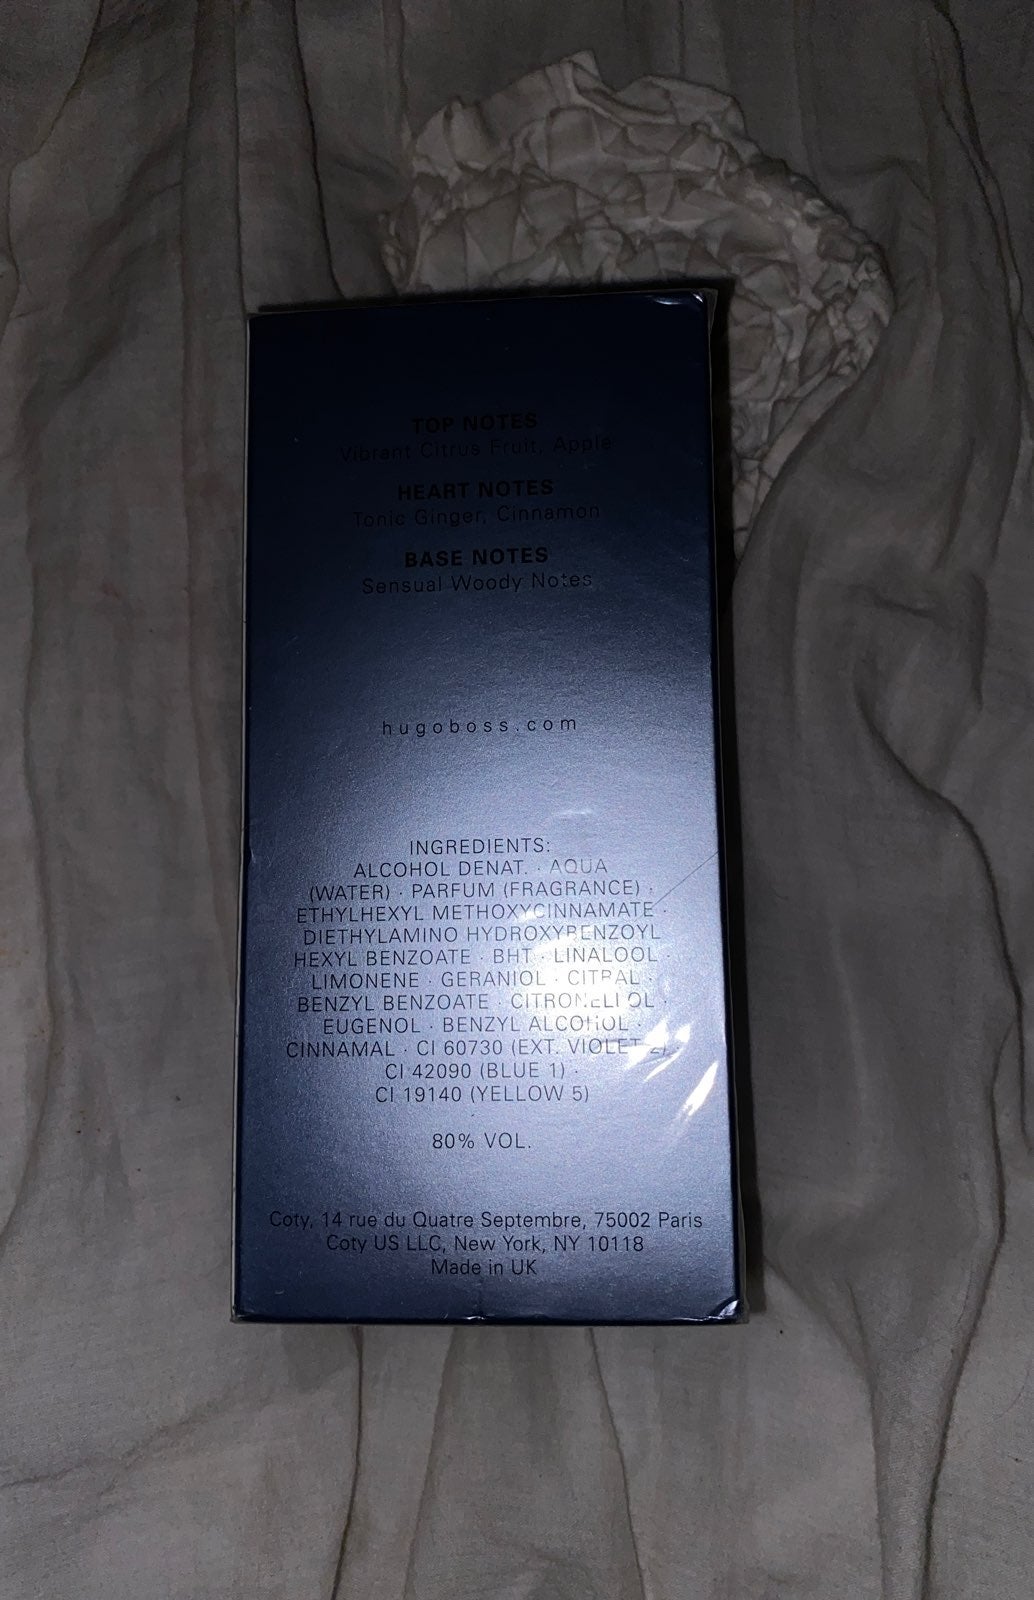 TOP NOTES
Vibrant Citrus Fruit, Apple
HEART NOTES
Tonic Ginger, Cinnamon
BASE NOTES
Sensual Woody Notes
hugoboss.com
INGREDIENTS:
ALCOHOL DENAT. · AQUA
(WATER) · PARFUM (FRAGRANCE) ·
ETHYLHEXYL METHOXYCINNAMATE ·
DIETHYLAMINO HYDROXYBENZOYL
HEXYL BENZOATE · BHT · LINALOOL ·
LIMONENE · GERANIOL · CITRAL ·
BENZYL BENZOATE · CITRONELLOL ·
EUGENOL · BENZYL ALCOHOL ·
CINNAMAL · CI 60730 (EXT. VIOLET 2) ·
CI 42090 (BLUE 1) ·
CI 19140 (YELLOW 5)
80% VOL.
Coty, 14 rue du Quatre Septembre, 75002 Paris
Coty US LLC, New York, NY 10118
Made in UK